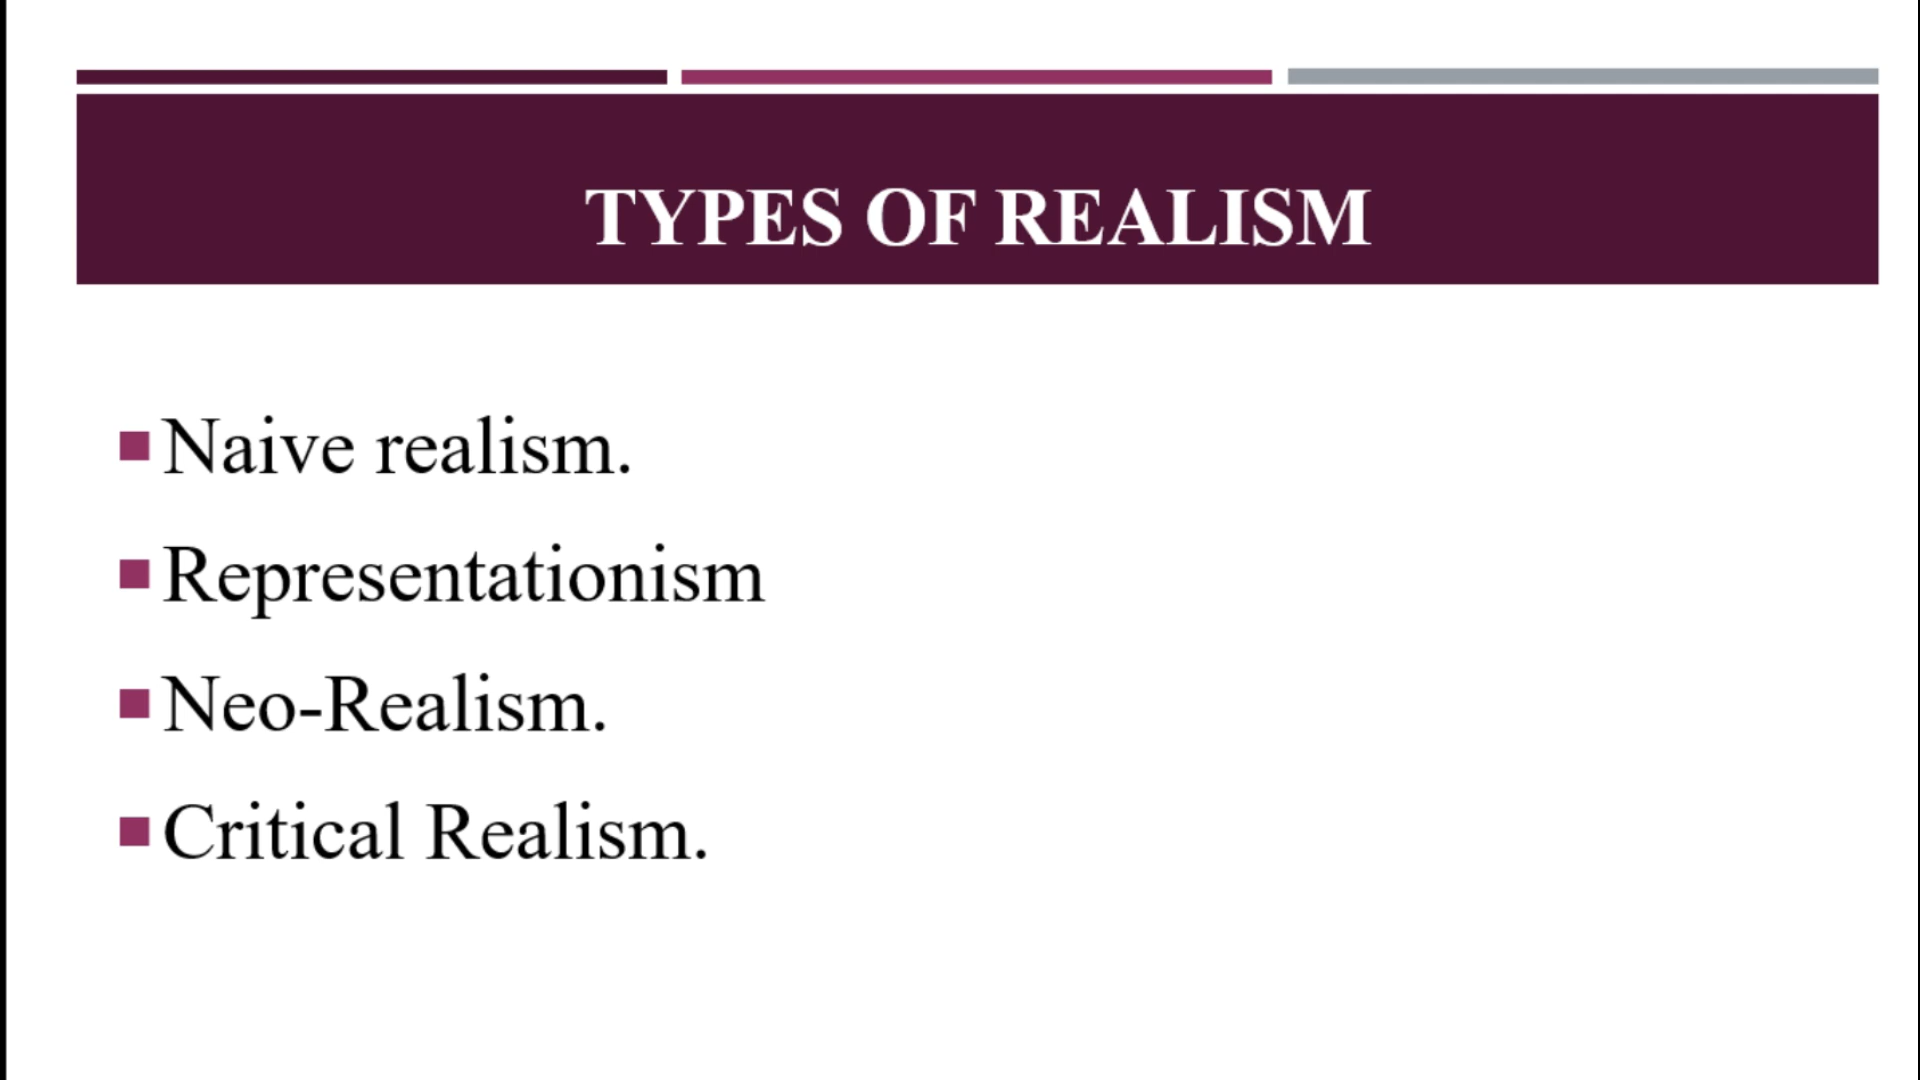 TYPES OF REALISM
Naive realism.
Representationism
Neo-Realism.
Critical Realism.